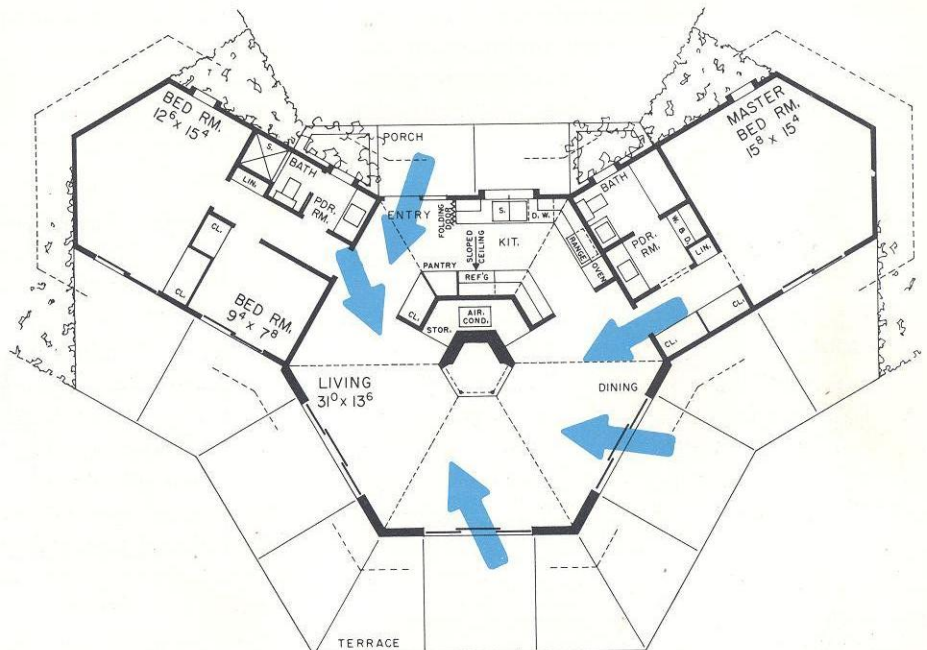 BED RM.
12⁶ x 15⁴
S.
BATH
LIN.
PDR.
RM.
CL.
CL.
BED RM.
9⁴ x 7⁸
PORCH
ENTRY
FOLDING
DOOR
S.
D.W.
KIT.
SLOPED
CEILING
PANTRY
REF'G
RANGE
OVEN
CL.
STOR.
AIR.
COND.
MASTER
BED RM.
15⁸ x 15⁴
BATH
PDR.
RM.
W. & D.
LIN.
CL.
CL.
LIVING
31⁰ x 13⁶
DINING
TERRACE